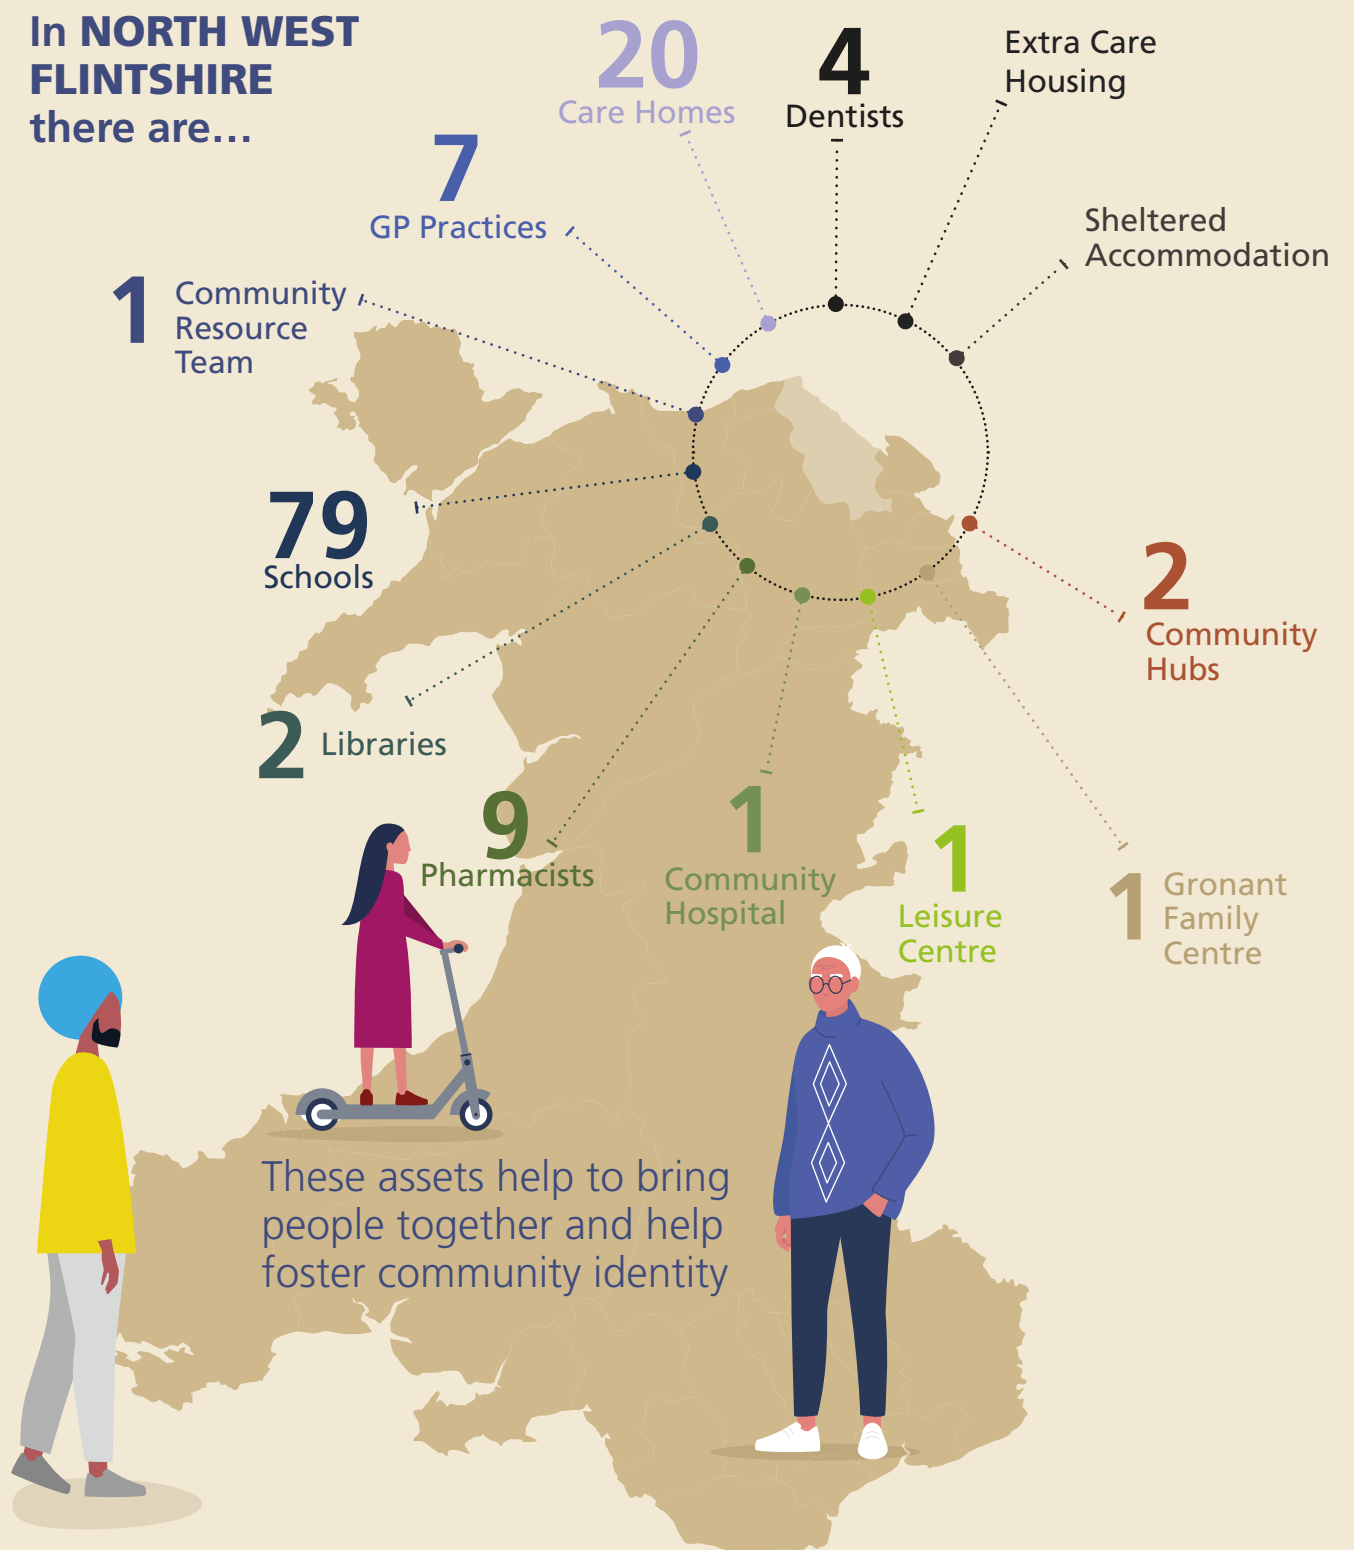 In NORTH WEST
FLINTSHIRE
there are...
20
Care Homes
4
Dentists
Extra Care
Housing
7
GP Practices
Sheltered
Accommodation
1
Community
Resource
Team
79
Schools
2
Community
Hubs
2
Libraries
9
Pharmacists
1
Community
Hospital
1
Leisure
Centre
1
Gronant
Family
Centre
These assets help to bring
people together and help
foster community identity